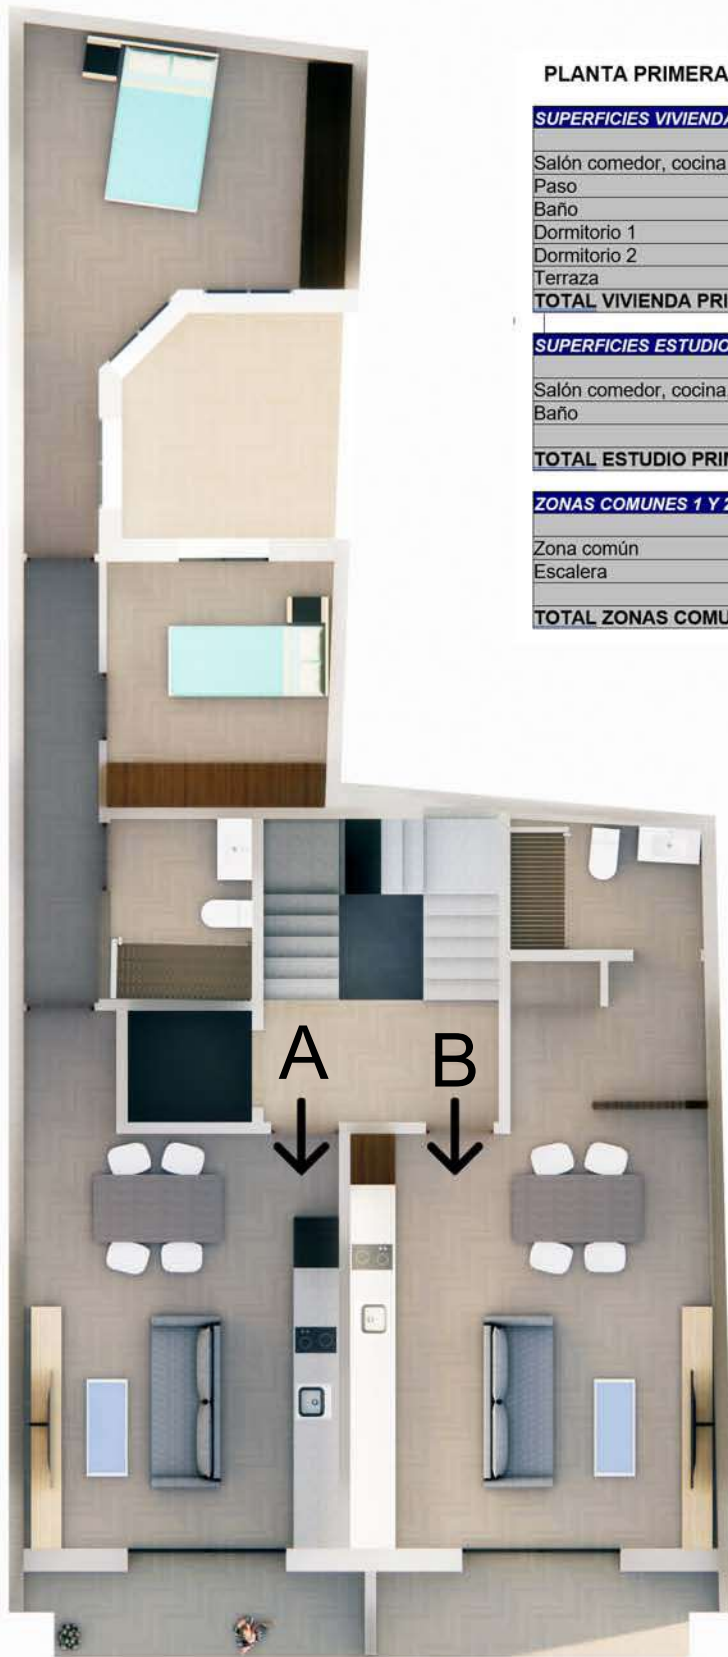 PLANTA PRIMERA
SUPERFICIES VIVIENDA
Salón comedor, cocina
Paso
Baño
Dormitorio 1
Dormitorio 2
Terraza
TOTAL VIVIENDA PRI
SUPERFICIES ESTUDIO
Salón comedor, cocina
Baño
TOTAL ESTUDIO PRI
ZONAS COMUNES 1 Y 2
Zona común
Escalera
TOTAL ZONAS COMU
A
B